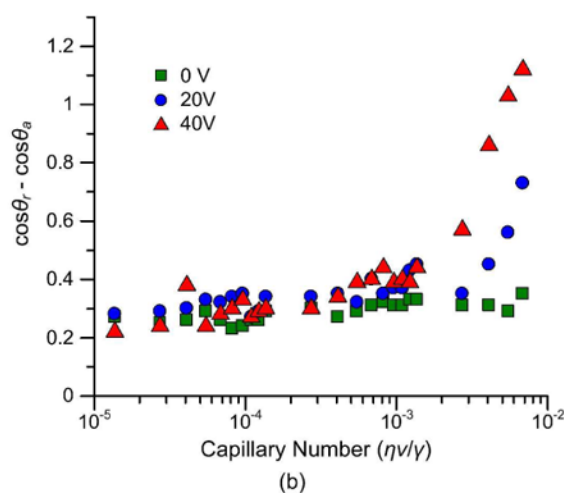 1.2
1
0.8
0.6
0.4
0.2
0
cosθr - cosθa
0 V
20V
40V
10-5
10-4
10-3
10-2
Capillary Number (ηv/γ)
(b)